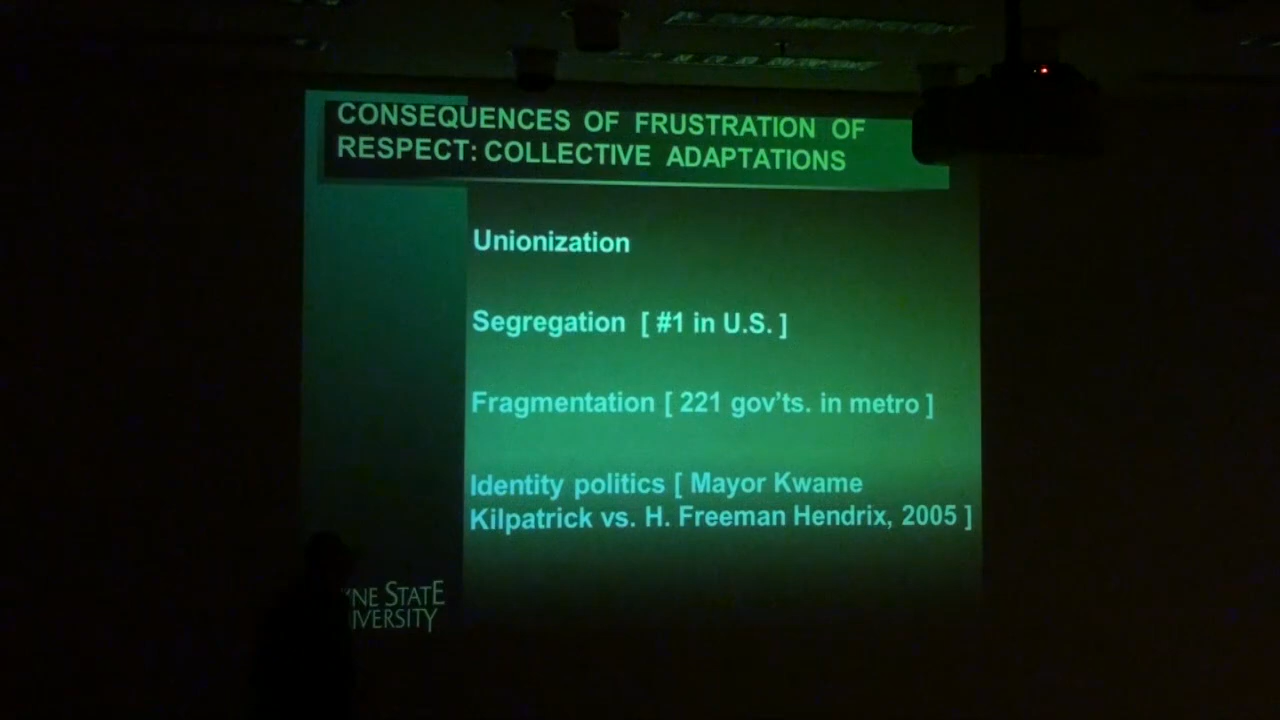 CONSEQUENCES OF FRUSTRATION OF
RESPECT: COLLECTIVE ADAPTATIONS
Unionization
Segregation [ #1 in U.S. ]
Fragmentation [ 221 gov'ts. in metro ]
Identity politics [ Mayor Kwame
Kilpatrick vs. H. Freeman Hendrix, 2005 ]
YNE STATE
IVERSITY